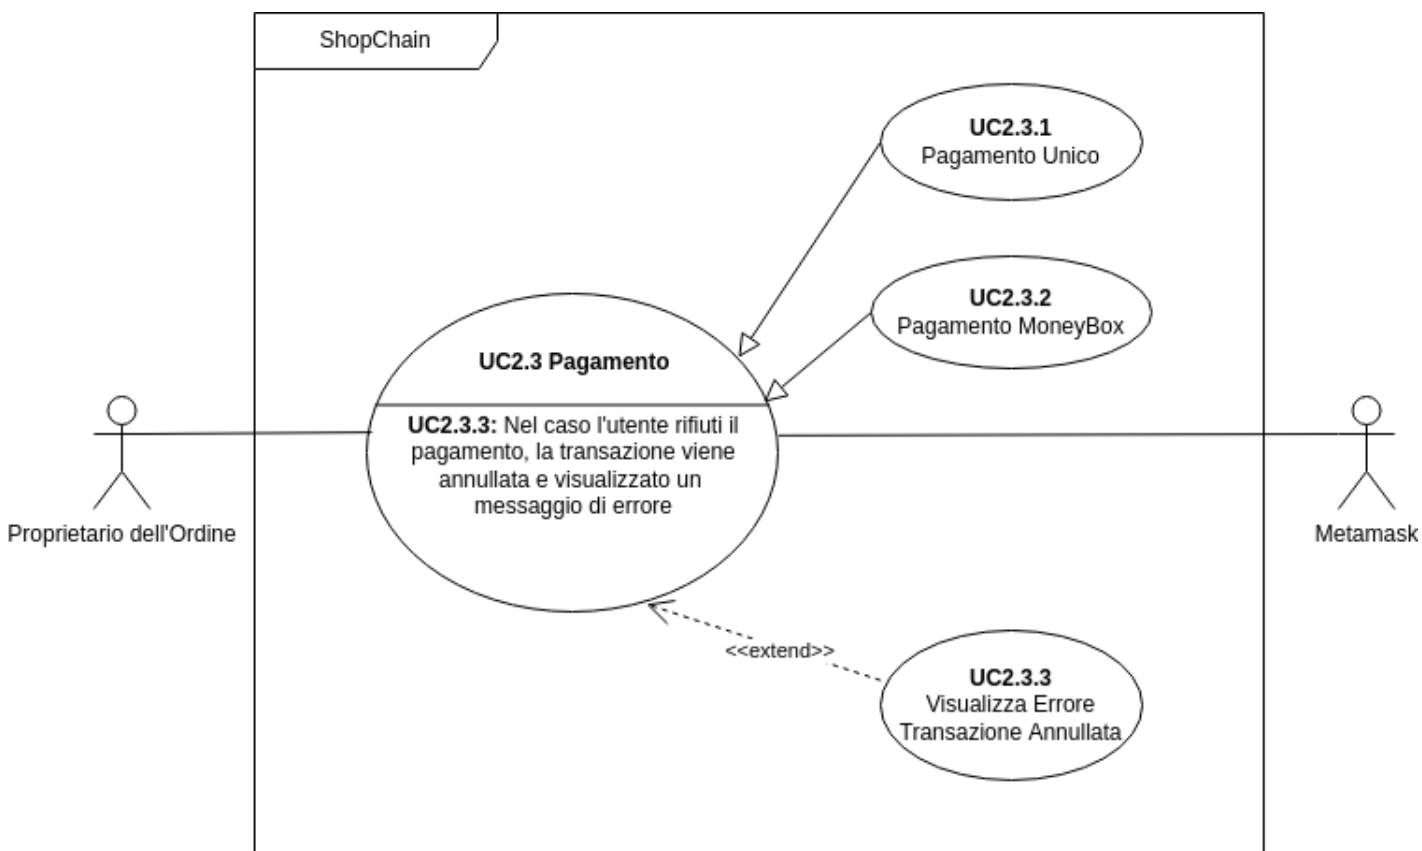 ShopChain
UC2.3.1
Pagamento Unico
UC2.3.2
Pagamento MoneyBox
UC2.3 Pagamento
UC2.3.3: Nel caso l'utente rifiuti il
pagamento, la transazione viene
annullata e visualizzato un
messaggio di errore
Proprietario dell'Ordine
Metamask
<<extend>>
UC2.3.3
Visualizza Errore
Transazione Annullata